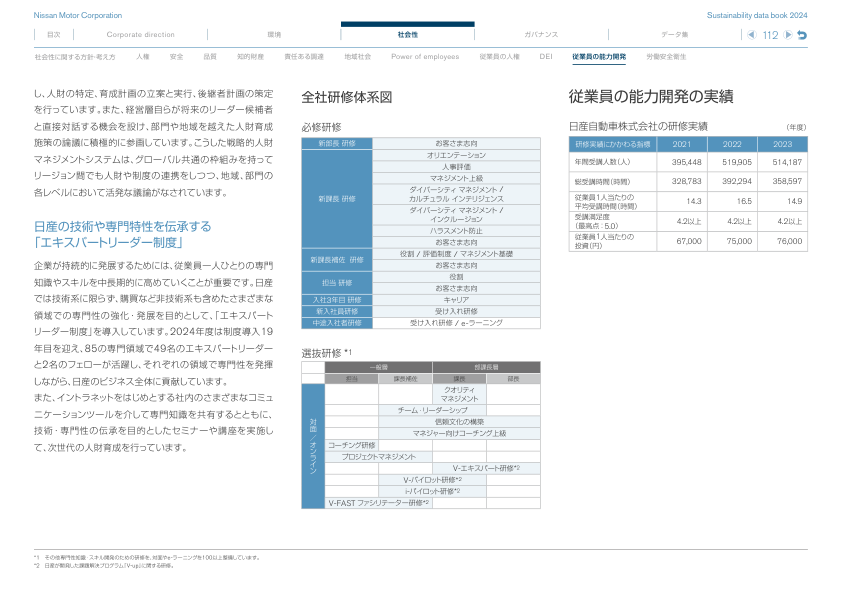 Nissan Motor Corporation
Sustainability data book 2024
目次
Corporate direction
環境
社会性
ガバナンス
データ集
112
社会性に関する方針・考え方
人権
安全
品質
知的財産
責任ある調達
地域社会
Power of employees
従業員の人権
DEI
従業員の能力開発
労働安全衛生
し、人財の特定、育成計画の立案と実行、後継者計画の策定
を行っています。また、経営層自らが将来のリーダー候補者
と直接対話する機会を設け、部門や地域を越えた人財育成
施策の論議に積極的に参画しています。こうした戦略的人財
マネジメントシステムは、グローバル共通の枠組みを持って
リージョン間でも人財や制度の連携をしつつ、地域、部門の
各レベルにおいて活発な議論がなされています。
日産の技術や専門特性を伝承する
「エキスパートリーダー制度」
企業が持続的に発展するためには、従業員一人ひとりの専門
知識やスキルを中長期的に高めていくことが重要です。日産
では技術系に限らず、購買など非技術系も含めたさまざまな
領域での専門性の強化・発展を目的として、「エキスパート
リーダー制度」を導入しています。2024年度は制度導入19
年目を迎え、85の専門領域で49名のエキスパートリーダー
と2名のフェローが活躍し、それぞれの領域で専門性を発揮
しながら、日産のビジネス全体に貢献しています。
また、イントラネットをはじめとする社内のさまざまなコミュ
ニケーションツールを介して専門知識を共有するとともに、
技術・専門性の伝承を目的としたセミナーや講座を実施し
て、次世代の人財育成を行っています。
全社研修体系図
必修研修
新部長 研修
お客さま志向
新課長 研修
オリエンテーション
人事評価
マネジメント上級
ダイバーシティ マネジメント /
カルチュラル インテリジェンス
ダイバーシティ マネジメント /
インクルージョン
ハラスメント防止
お客さま志向
新課長補佐 研修
役割 / 評価制度 / マネジメント基礎
お客さま志向
担当 研修
役割
お客さま志向
入社3年目 研修
キャリア
新入社員研修
受け入れ研修
中途入社者研修
受け入れ研修 / e-ラーニング
選抜研修 *1
一般層
部課長層
担当
課長補佐
課長
部長
対面／オンライン
クオリティ
マネジメント
チーム・リーダーシップ
信頼文化の構築
マネジャー向けコーチング上級
コーチング研修
プロジェクトマネジメント
V-エキスパート研修*2
V-パイロット研修*2
i-パイロット研修*2
V-FAST ファシリテーター研修*2
従業員の能力開発の実績
日産自動車株式会社の研修実績
(年度)
研修実績にかかわる指標 2021 2022 2023
年間受講人数(人) 395,448 519,905 514,187
総受講時間(時間) 328,783 392,294 358,597
従業員1人当たりの
平均受講時間(時間) 14.3 16.5 14.9
受講満足度
(最高点：5.0) 4.2以上 4.2以上 4.2以上
従業員1人当たりの
投資(円) 67,000 75,000 76,000
*1 その他専門性知識・スキル開発のための研修を、対面やe-ラーニングを100以上整備しています。
*2 日産が開発した課題解決プログラム「V-up」に関する研修。